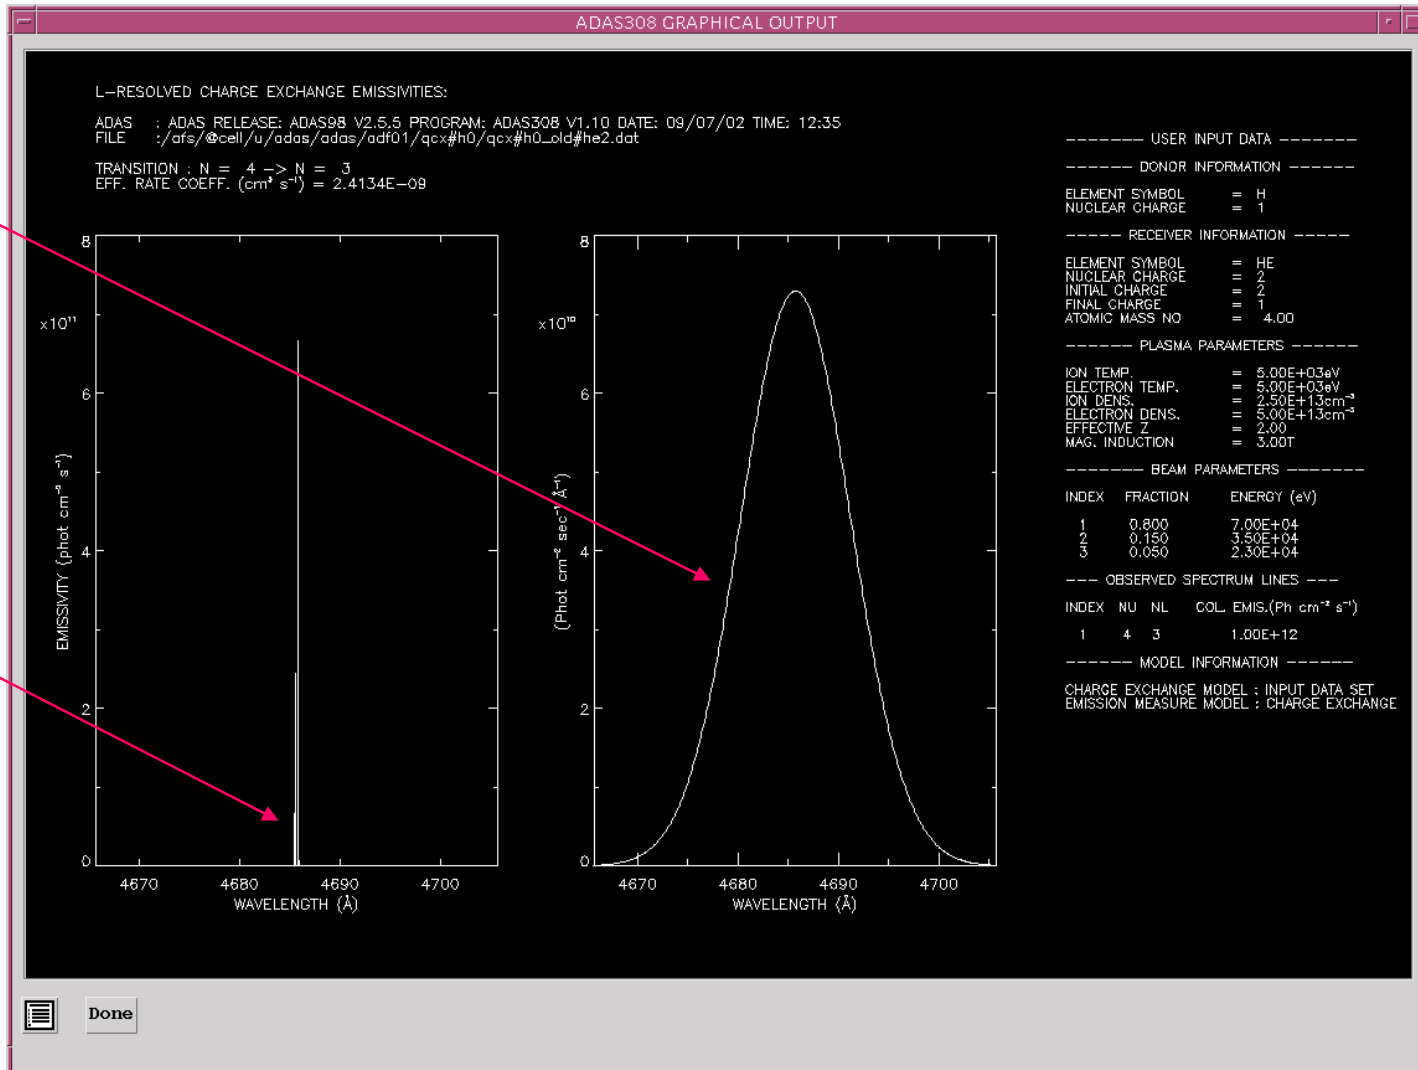 ADAS308 GRAPHICAL OUTPUT
L-RESOLVED CHARGE EXCHANGE EMISSIVITIES:
ADAS : ADAS RELEASE: ADAS98 V2.5.5 PROGRAM: ADAS308 V1.10 DATE: 09/07/02 TIME: 12:35
FILE :/afs/@cell/u/adas/adas/adf01/qcx#h0/qcx#h0_old#he2.dat
TRANSITION : N = 4 -> N = 3
EFF. RATE COEFF. (cm³ s⁻¹) = 2.4134E-09
8
×10¹¹
6
4
2
0
EMISSIVITY (phot cm⁻² s⁻¹)
4670 4680 4690 4700
WAVELENGTH (Å)
8
×10¹⁰
6
4
2
0
(Phot cm⁻² sec⁻¹ Å⁻¹)
4670 4680 4690 4700
WAVELENGTH (Å)
------- USER INPUT DATA -------
------ DONOR INFORMATION ------
ELEMENT SYMBOL = H
NUCLEAR CHARGE = 1
----- RECEIVER INFORMATION -----
ELEMENT SYMBOL = HE
NUCLEAR CHARGE = 2
INITIAL CHARGE = 2
FINAL CHARGE = 1
ATOMIC MASS NO = 4.00
------ PLASMA PARAMETERS ------
ION TEMP. = 5.00E+03eV
ELECTRON TEMP. = 5.00E+03eV
ION DENS. = 2.50E+13cm⁻³
ELECTRON DENS. = 5.00E+13cm⁻³
EFFECTIVE Z = 2.00
MAG. INDUCTION = 3.00T
------- BEAM PARAMETERS -------
INDEX FRACTION ENERGY (eV)
1 0.800 7.00E+04
2 0.150 3.50E+04
3 0.050 2.30E+04
--- OBSERVED SPECTRUM LINES ---
INDEX NU NL COL. EMIS.(Ph cm⁻² s⁻¹)
1 4 3 1.00E+12
------ MODEL INFORMATION ------
CHARGE EXCHANGE MODEL : INPUT DATA SET
EMISSION MEASURE MODEL : CHARGE EXCHANGE
Done